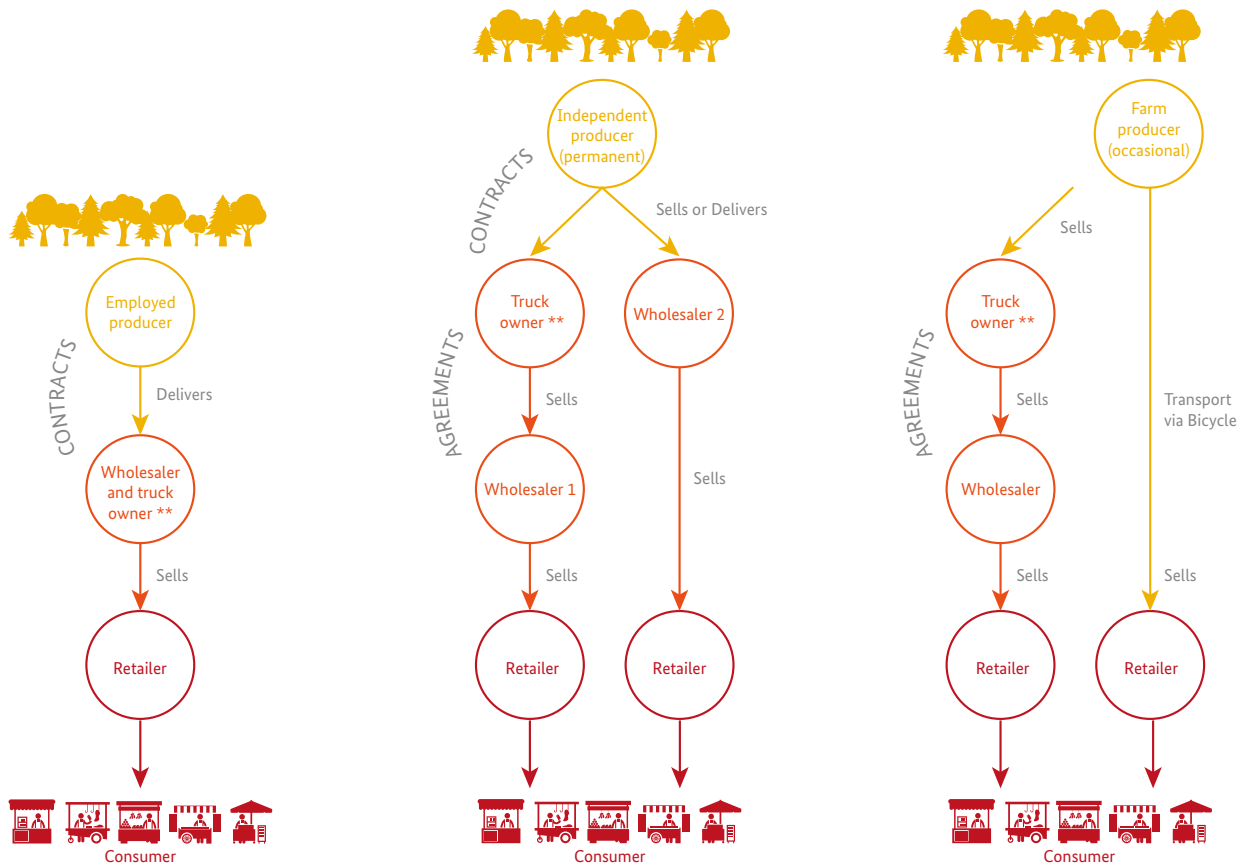 Employed
producer
CONTRACTS
Delivers
Wholesaler
and truck
owner **
Sells
Retailer
Consumer
Independent
producer
(permanent)
CONTRACTS
Sells or Delivers
Truck
owner **
Wholesaler 2
AGREEMENTS
Sells
Wholesaler 1
Sells
Sells
Retailer
Retailer
Consumer
Farm
producer
(occasional)
Sells
Truck
owner **
AGREEMENTS
Sells
Transport
via Bicycle
Wholesaler
Sells
Sells
Retailer
Retailer
Consumer